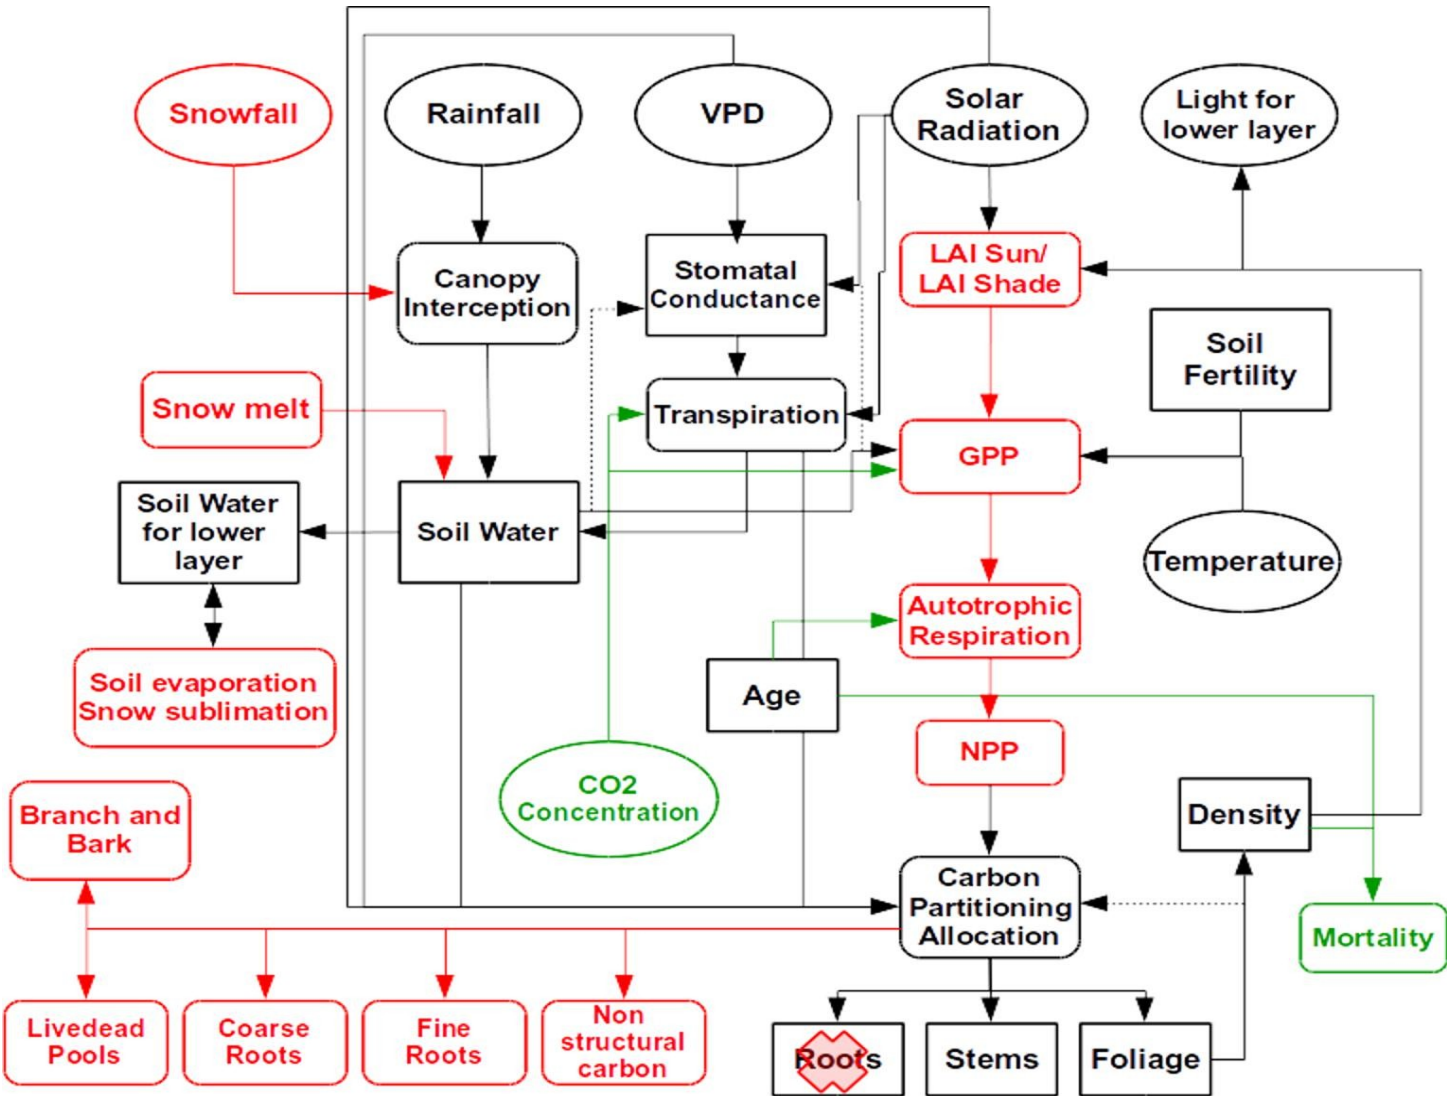 Snowfall
Rainfall
VPD
Solar
Radiation
Light for
lower layer
Canopy
Interception
Stomatal
Conductance
LAI Sun/
LAI Shade
Soil
Fertility
Snow melt
Transpiration
GPP
Soil Water
for lower
layer
Soil Water
Temperature
Autotrophic
Respiration
Soil evaporation
Snow sublimation
Age
NPP
CO2
Concentration
Branch and
Bark
Density
Carbon
Partitioning
Allocation
Mortality
Livedead
Pools
Coarse
Roots
Fine
Roots
Non
structural
carbon
Roots
Stems
Foliage